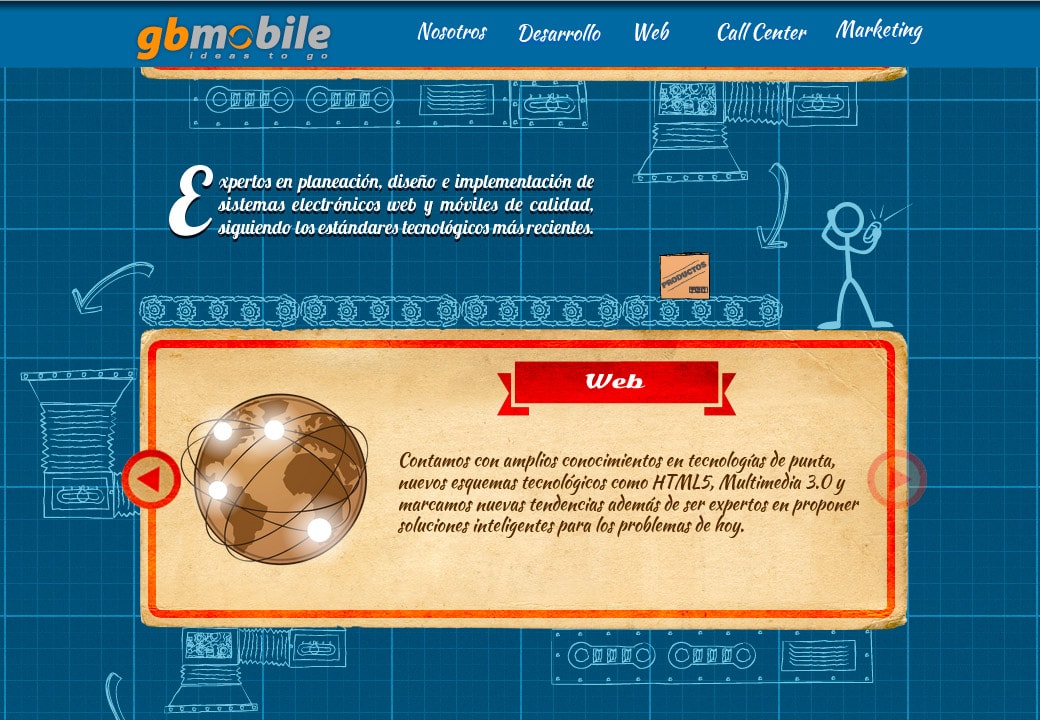 gbmobile
ideas to go
Nosotros Desarrollo Web Call Center Marketing
Expertos en planeación, diseño e implementación de
sistemas electrónicos web y móviles de calidad,
siguiendo los estándares tecnológicos más recientes.
PRODUCTOS
Web
Contamos con amplios conocimientos en tecnologías de punta,
nuevos esquemas tecnológicos como HTML5, Multimedia 3.0 y
marcamos nuevas tendencias además de ser expertos en proponer
soluciones inteligentes para los problemas de hoy.